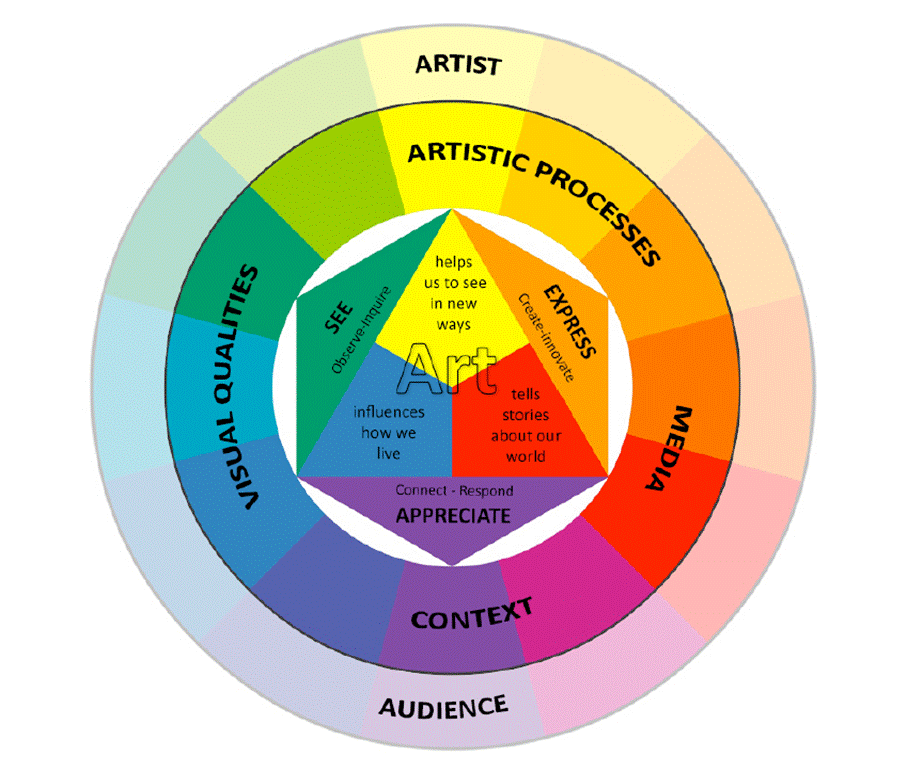 ARTIST
ARTISTIC PROCESSES
VISUAL QUALITIES
MEDIA
CONTEXT
AUDIENCE
SEE
Observe-Inquire
EXPRESS
Create-innovate
helps
us to see
in new
ways
Art
influences
how we
live
tells
stories
about our
world
Connect - Respond
APPRECIATE